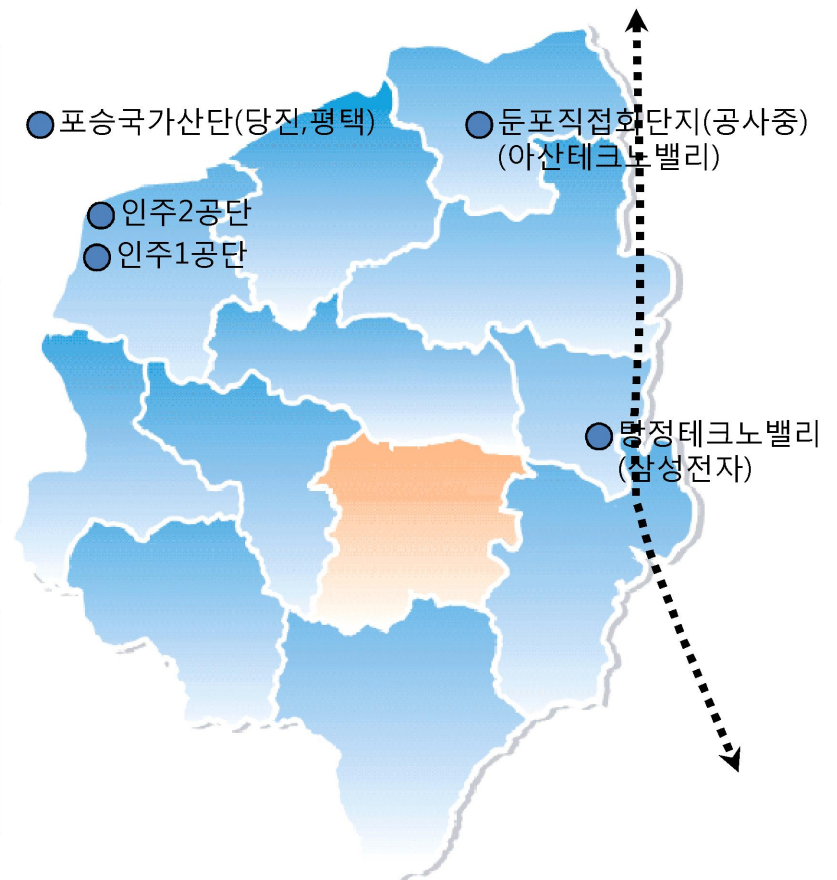 포승국가산단(당진,평택)
둔포직접화단지(공사중)
(아산테크노밸리)
인주2공단
인주1공단
탕정테크노밸리
(삼성전자)